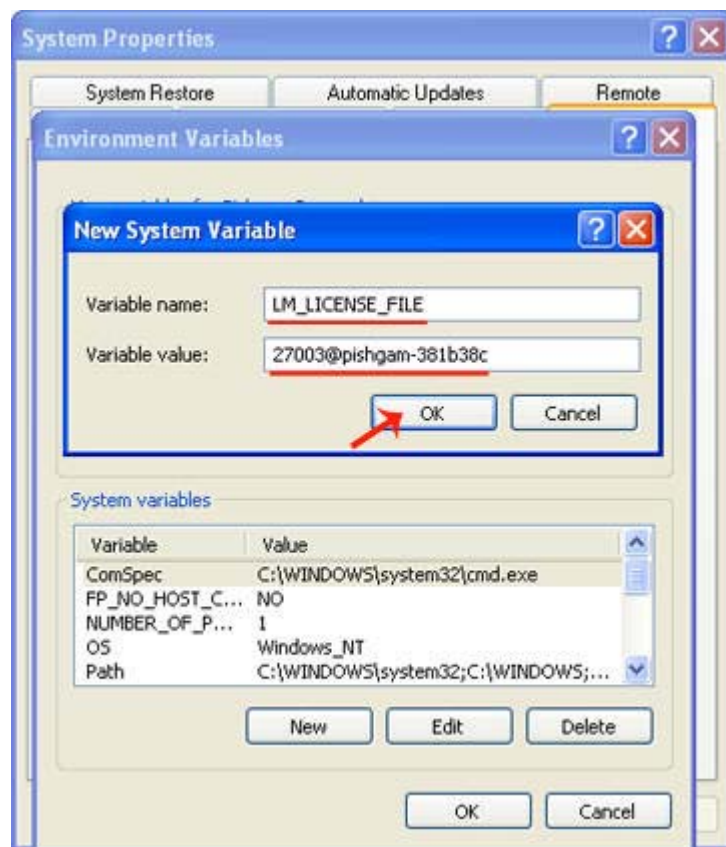 System Properties
System Restore Automatic Updates Remote
Environment Variables
New System Variable
Variable name: LM_LICENSE_FILE
Variable value: 27003@pishgam-381b38c
OK Cancel
System variables
Variable Value
ComSpec C:\WINDOWS\system32\cmd.exe
FP_NO_HOST_C... NO
NUMBER_OF_P... 1
OS Windows_NT
Path C:\WINDOWS\system32;C:\WINDOWS;...
New Edit Delete
OK Cancel